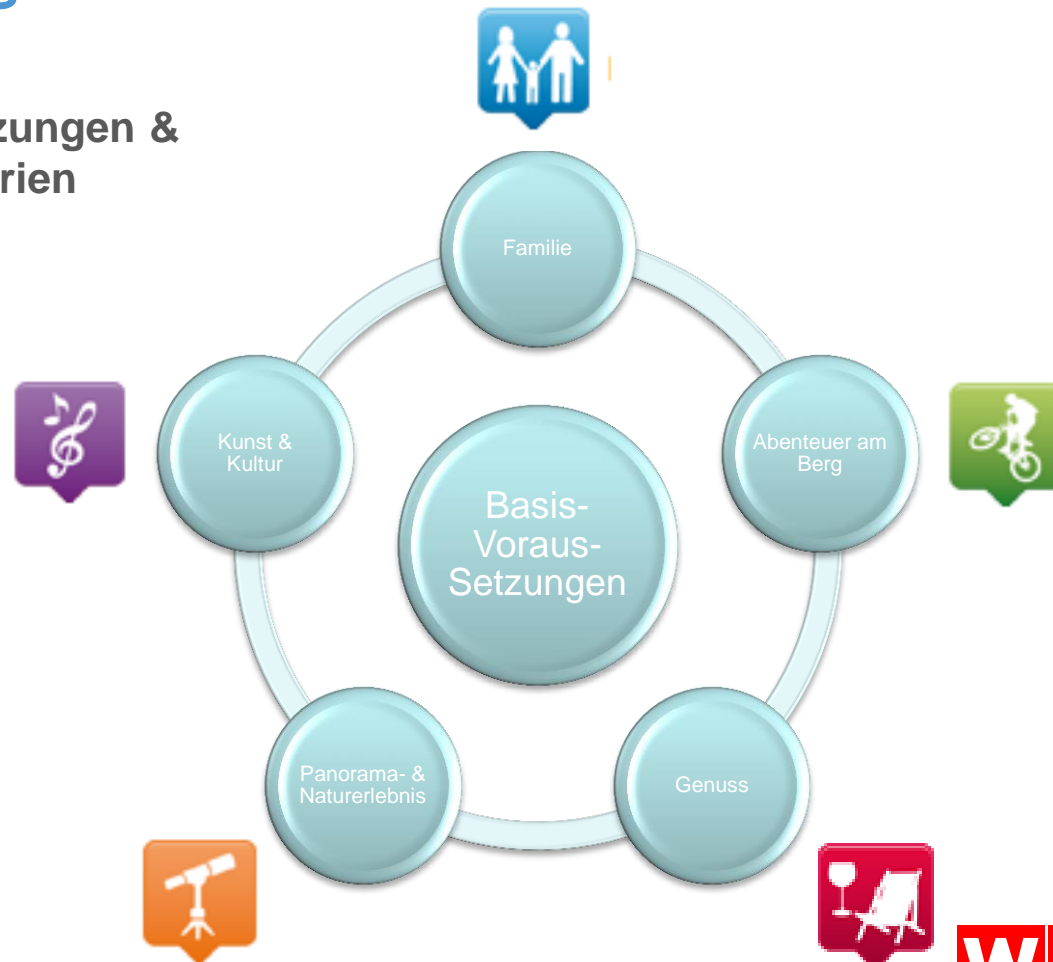 zungen &
rien
Familie
Kunst &
Kultur
Abenteuer am
Berg
Basis-
Voraus-
Setzungen
Panorama- &
Naturerlebnis
Genuss
W